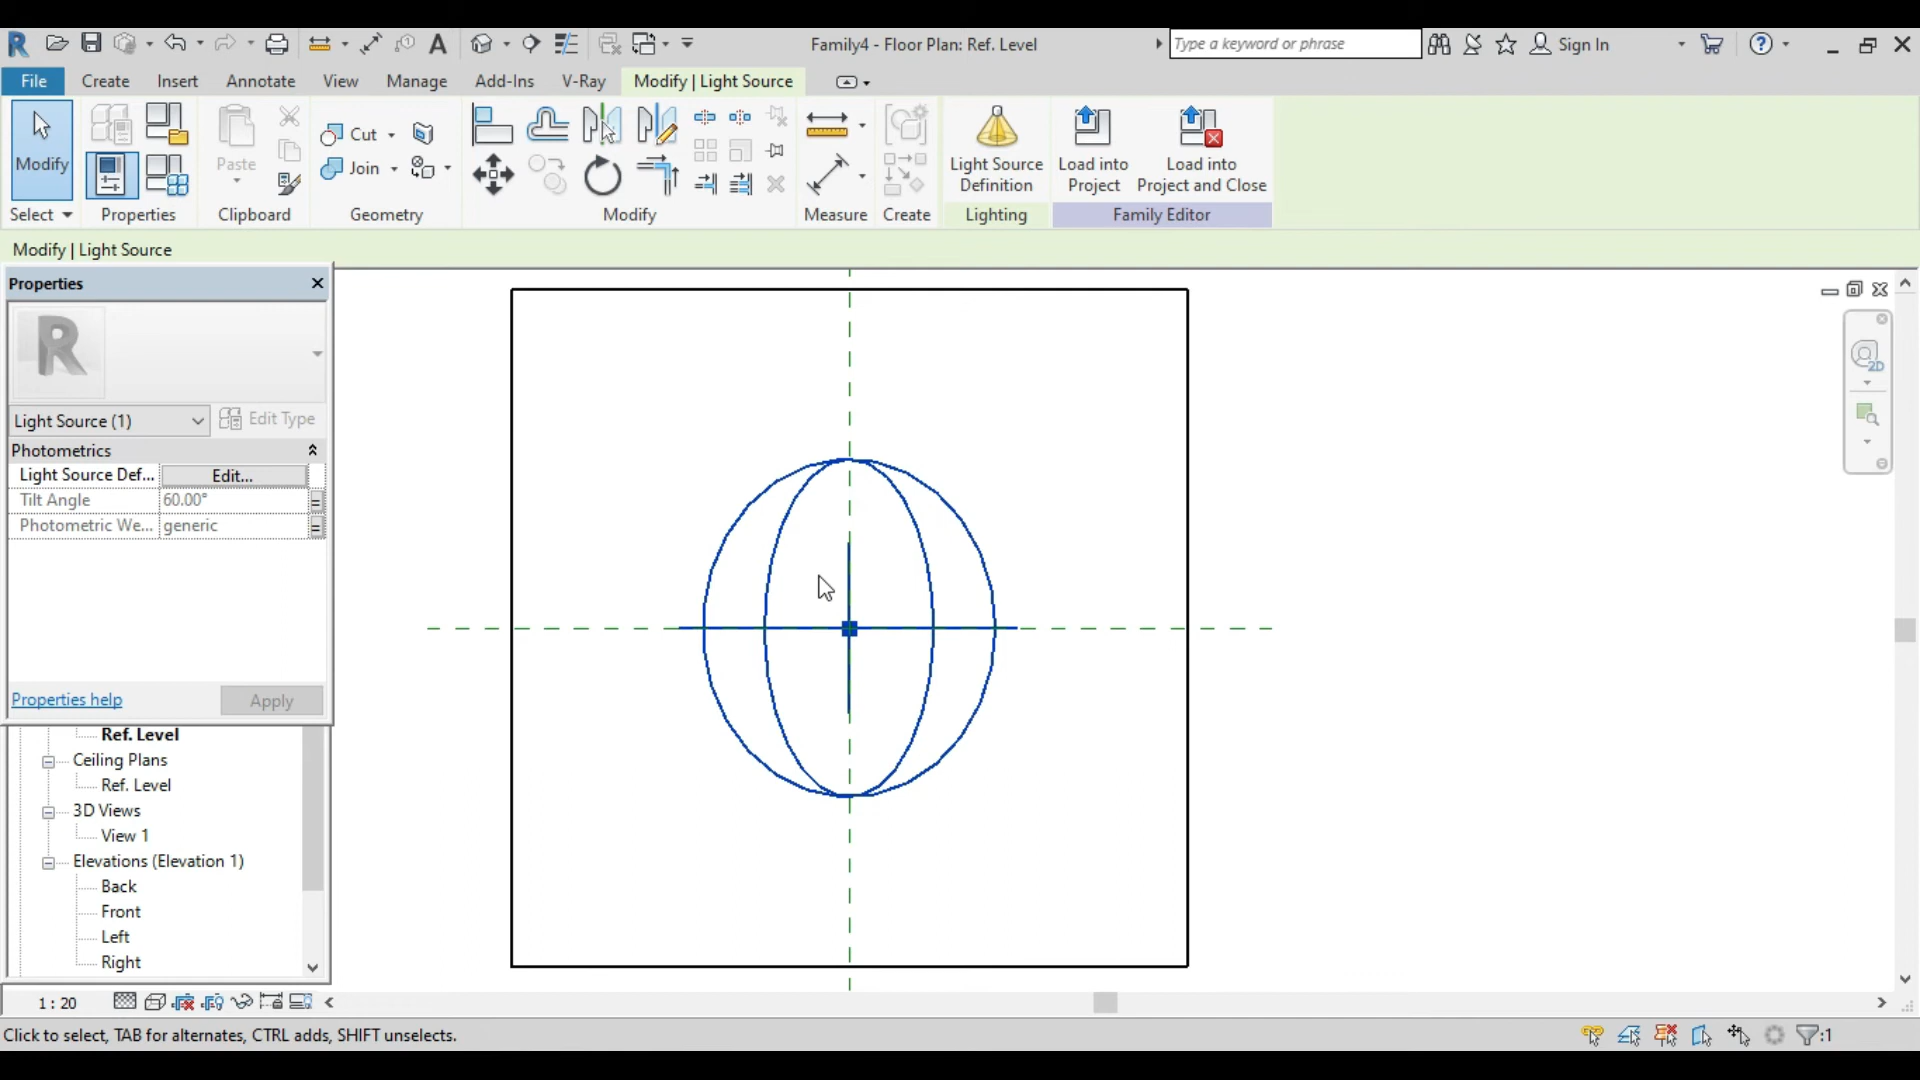 Family4 - Floor Plan: Ref. Level
Type a keyword or phrase
Sign In
File
Create
Insert
Annotate
View
Manage
Add-Ins
V-Ray
Modify | Light Source
Modify
Paste
Cut
Join
Light Source Definition
Load into Project
Load into Project and Close
Select
Properties
Clipboard
Geometry
Modify
Measure
Create
Lighting
Family Editor
Modify | Light Source
Properties
R
Light Source (1)
Edit Type
Photometrics
Light Source Def... Edit...
Tilt Angle 60.00°
Photometric We... generic
Properties help
Apply
Ref. Level
Ceiling Plans
Ref. Level
3D Views
View 1
Elevations (Elevation 1)
Back
Front
Left
Right
2D
1 : 20
Click to select, TAB for alternates, CTRL adds, SHIFT unselects.
:1